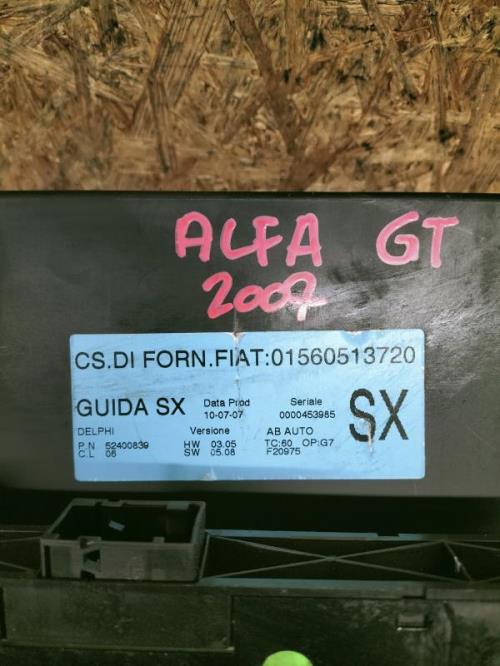 ALFA GT
2007
CS.DI FORN.FIAT:01560513720
GUIDA SX Data Prod Seriale SX
10-07-07 0000453985
DELPHI Versione AB AUTO
P.N 52400839 HW 03.05 TC:60 OP:G7
C.L 06 SW 05.08 F20975